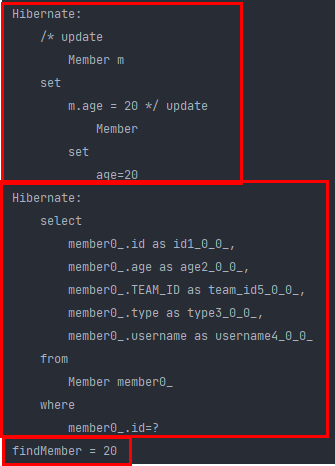 Hibernate:
/* update
Member m
set
m.age = 20 */ update
Member
set
age=20
Hibernate:
select
member0_.id as id1_0_0_,
member0_.age as age2_0_0_,
member0_.TEAM_ID as team_id5_0_0_,
member0_.type as type3_0_0_,
member0_.username as username4_0_0_
from
Member member0_
where
member0_.id=?
findMember = 20